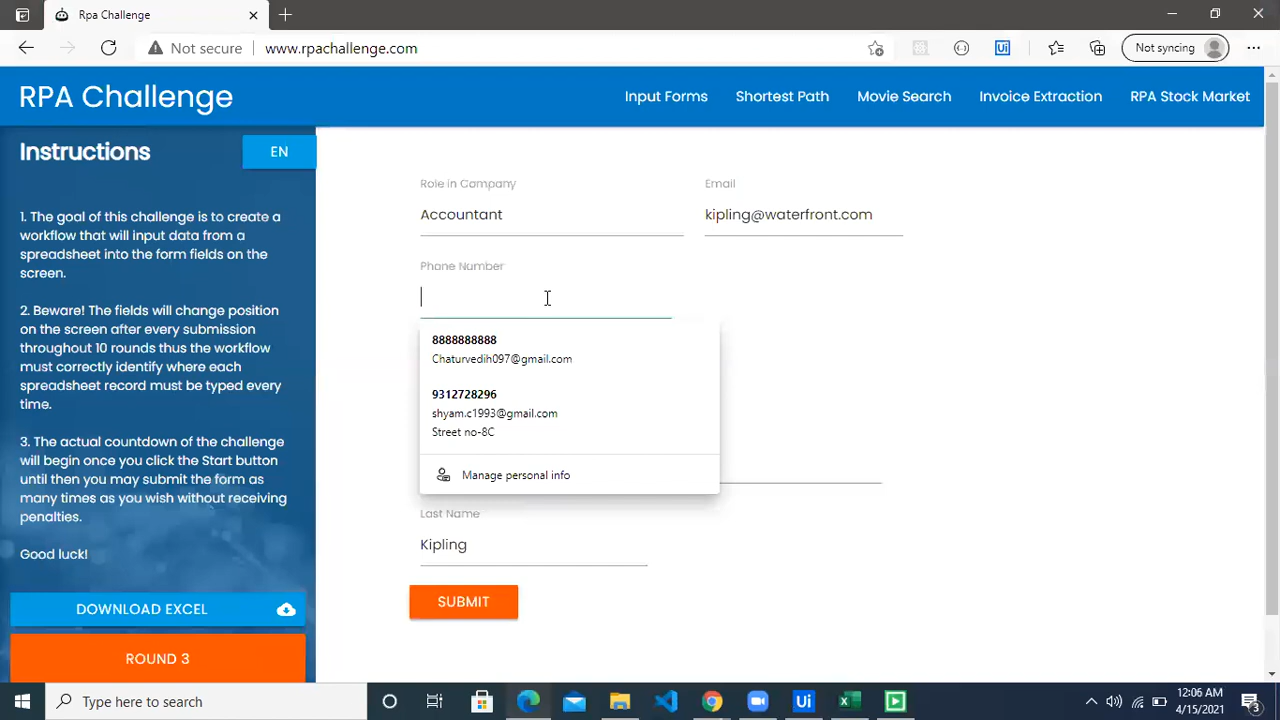 Rpa Challenge
Not secure
www.rpachallenge.com
Not syncing
RPA Challenge
Input Forms
Shortest Path
Movie Search
Invoice Extraction
RPA Stock Market
Instructions
EN
1. The goal of this challenge is to create a
workflow that will input data from a
spreadsheet into the form fields on the
screen.
2. Beware! The fields will change position
on the screen after every submission
throughout 10 rounds thus the workflow
must correctly identify where each
spreadsheet record must be typed every
time.
3. The actual countdown of the challenge
will begin once you click the Start button
until then you may submit the form as
many times as you wish without receiving
penalties.
Good luck!
DOWNLOAD EXCEL
ROUND 3
Role in Company
Accountant
Email
kipling@waterfront.com
Phone Number
8888888888
Chaturvedih097@gmail.com
9312728296
shyam.c1993@gmail.com
Street no-8C
Manage personal info
Last Name
Kipling
SUBMIT
Type here to search
Ui
12:06 AM
4/15/2021
3